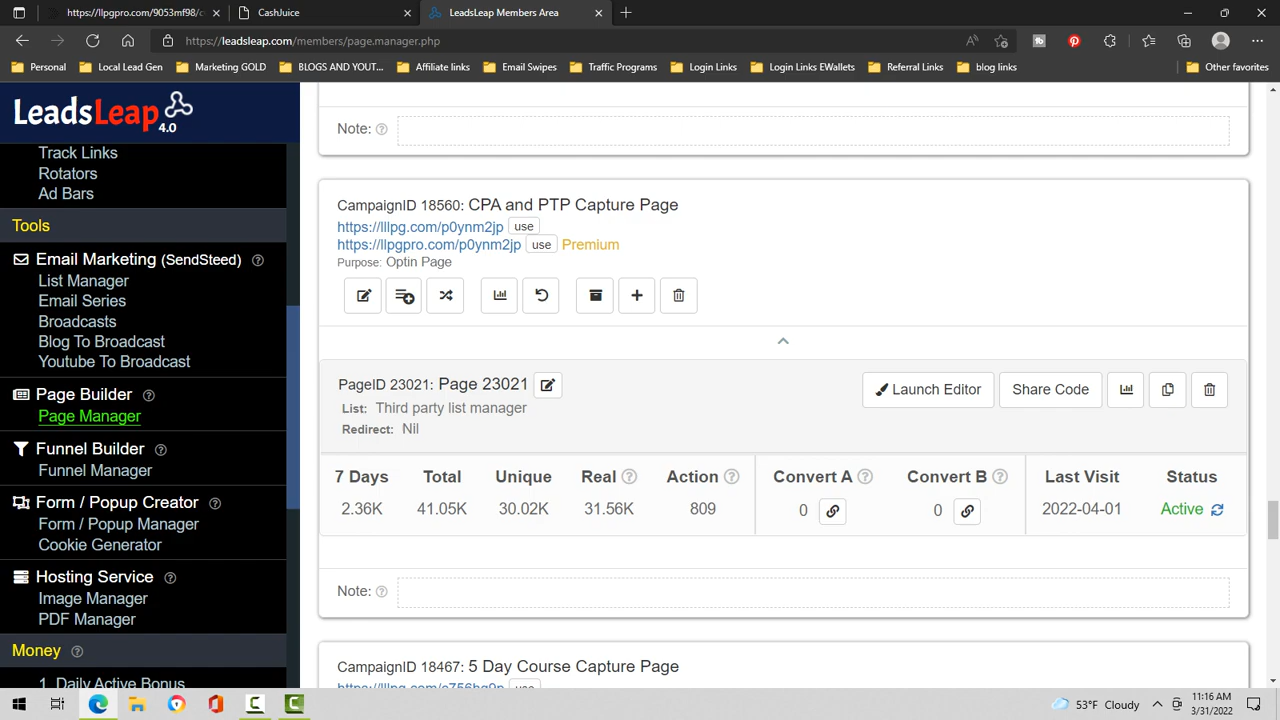 https://llpgpro.com/9053mf98/c
CashJuice
LeadsLeap Members Area
https://leadsleap.com/members/page.manager.php
Personal
Local Lead Gen
Marketing GOLD
BLOGS AND YOUT...
Affiliate links
Email Swipes
Traffic Programs
Login Links
Login Links EWallets
Referral Links
blog links
Other favorites
LeadsLeap 4.0
Track Links
Rotators
Ad Bars
Tools
Email Marketing (SendSteed)
List Manager
Email Series
Broadcasts
Blog To Broadcast
Youtube To Broadcast
Page Builder
Page Manager
Funnel Builder
Funnel Manager
Form / Popup Creator
Form / Popup Manager
Cookie Generator
Hosting Service
Image Manager
PDF Manager
Money
1. Daily Active Bonus
Note:
CampaignID 18560: CPA and PTP Capture Page
https://lllpg.com/p0ynm2jp use
https://llpgpro.com/p0ynm2jp use Premium
Purpose: Optin Page
PageID 23021: Page 23021
Launch Editor
Share Code
List: Third party list manager
Redirect: Nil
7 Days Total Unique Real Action Convert A Convert B Last Visit Status
2.36K 41.05K 30.02K 31.56K 809 0 0 2022-04-01 Active
Note:
CampaignID 18467: 5 Day Course Capture Page
53°F Cloudy
11:16 AM
3/31/2022